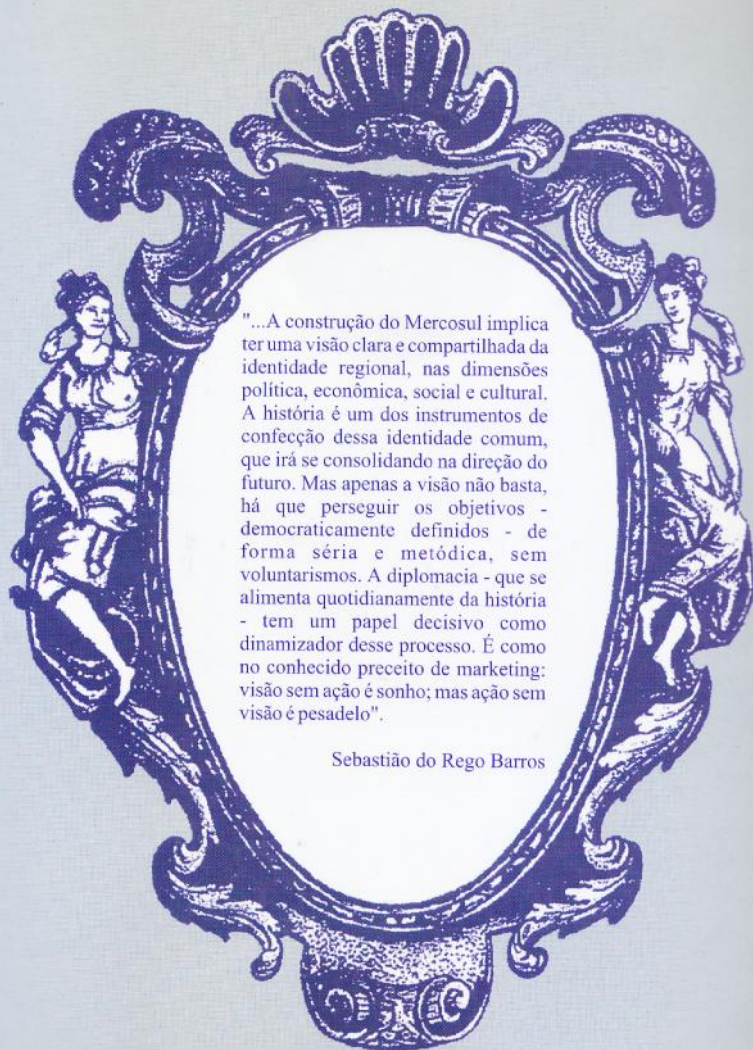 "...A construção do Mercosul implica
ter uma visão clara e compartilhada da
identidade regional, nas dimensões
política, econômica, social e cultural.
A história é um dos instrumentos de
confecção dessa identidade comum,
que irá se consolidando na direção do
futuro. Mas apenas a visão não basta,
há que perseguir os objetivos -
democraticamente definidos - de
forma séria e metódica, sem
voluntarismos. A diplomacia - que se
alimenta quotidianamente da história
- tem um papel decisivo como
dinamizador desse processo. É como
no conhecido preceito de marketing:
visão sem ação é sonho; mas ação sem
visão é pesadelo".
Sebastião do Rego Barros